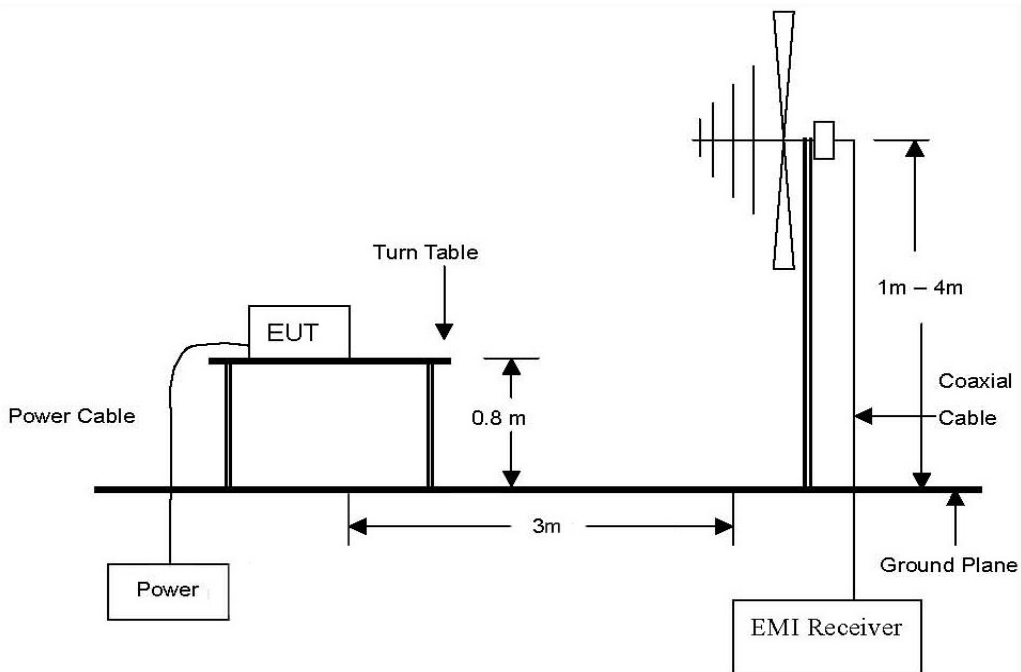 Turn Table
EUT
1m – 4m
Power Cable
0.8 m
Coaxial
Cable
3m
Ground Plane
Power
EMI Receiver